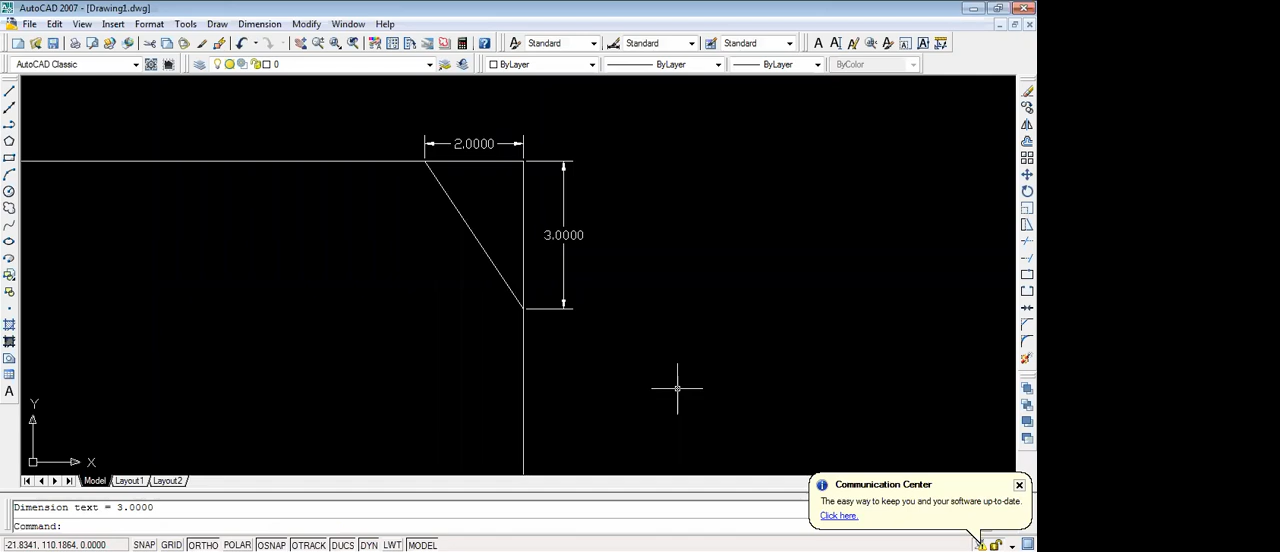 AutoCAD 2007 - [Drawing1.dwg]
File Edit View Insert Format Tools Draw Dimension Modify Window Help
Standard Standard Standard
AutoCAD Classic 0 ByLayer ByLayer ByLayer ByColor
2.0000
3.0000
Y
X
Model Layout1 Layout2
Communication Center
The easy way to keep you and your software up-to-date.
Click here.
Dimension text = 3.0000
Command:
-21.8341, 110.1864, 0.0000 SNAP GRID ORTHO POLAR OSNAP OTRACK DUCS DYN LWT MODEL